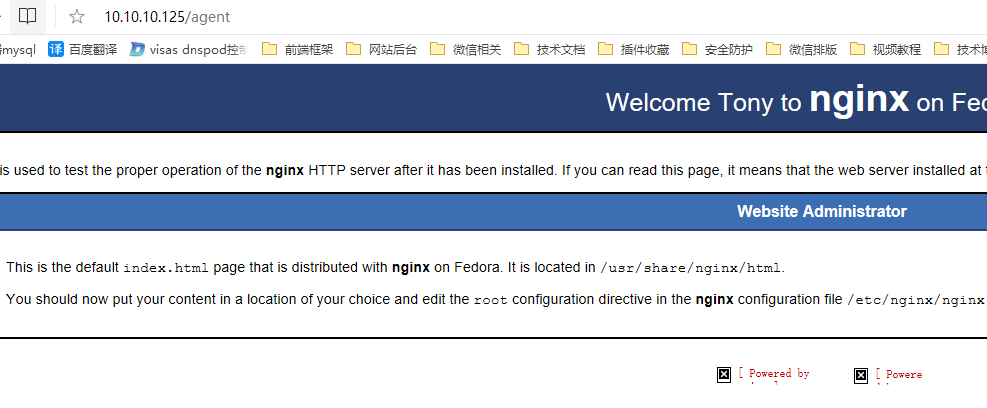 10.10.10.125/agent
mysql 译 百度翻译 visas dnspod控制 前端框架 网站后台 微信相关 技术文档 插件收藏 安全防护 微信排版 视频教程 技术
Welcome Tony to nginx on Fed
is used to test the proper operation of the nginx HTTP server after it has been installed. If you can read this page, it means that the web server installed at
Website Administrator
This is the default index.html page that is distributed with nginx on Fedora. It is located in /usr/share/nginx/html.
You should now put your content in a location of your choice and edit the root configuration directive in the nginx configuration file /etc/nginx/nginx
[ Powered by [ Powere